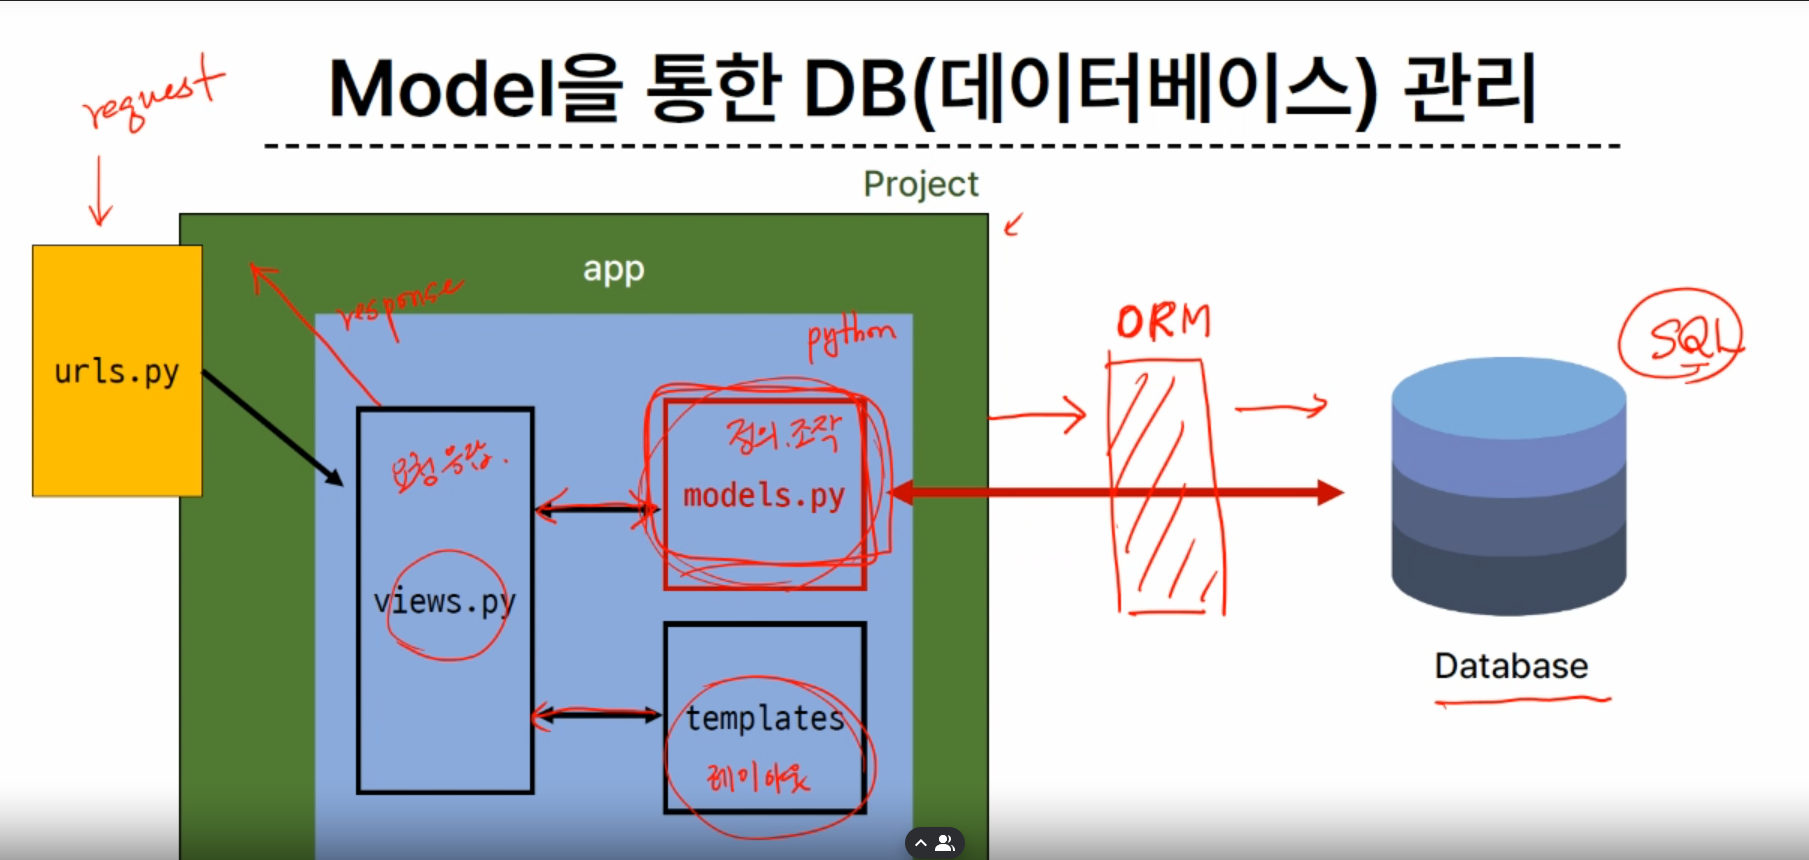 Model을 통한 DB(데이터베이스) 관리
request
Project
app
response
python
urls.py
ORM
SQL
정의.조작
요청응답.
models.py
views.py
Database
templates
레이아웃